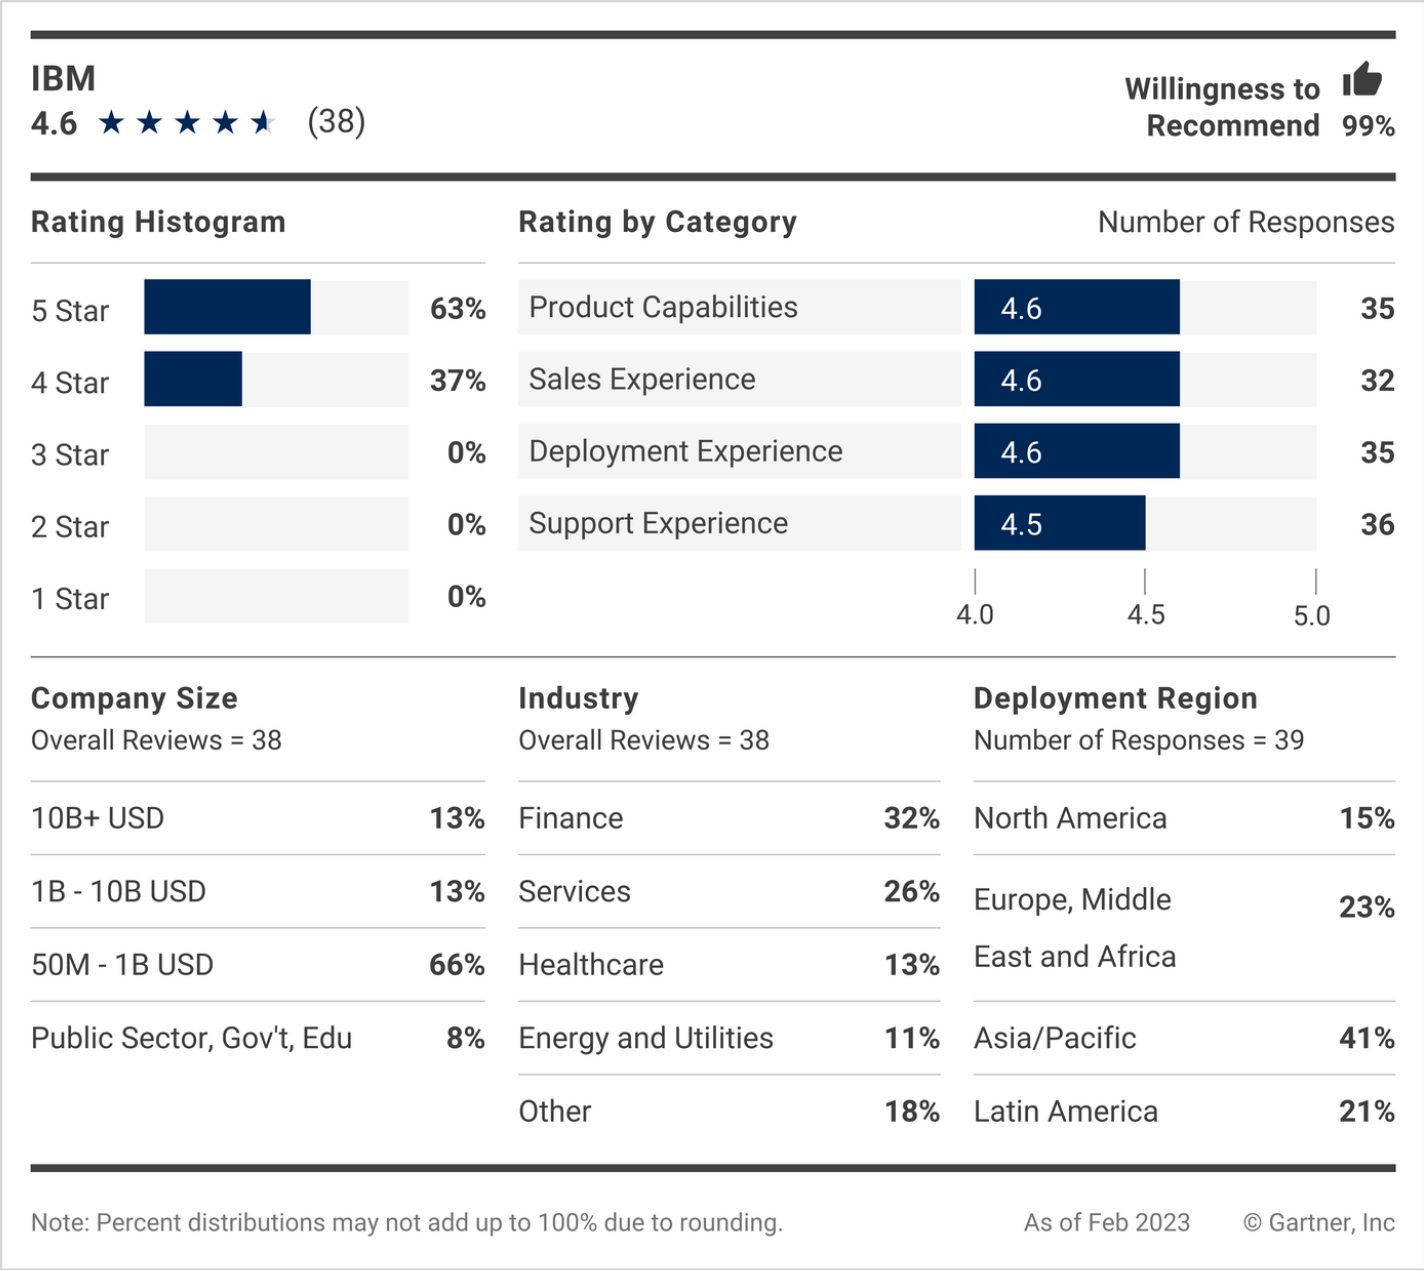 IBM
4.6 (38)
Willingness to
Recommend 99%
Rating Histogram
5 Star 63%
4 Star 37%
3 Star 0%
2 Star 0%
1 Star 0%
Rating by Category Number of Responses
Product Capabilities 4.6 35
Sales Experience 4.6 32
Deployment Experience 4.6 35
Support Experience 4.5 36
4.0 4.5 5.0
Company Size
Overall Reviews = 38
10B+ USD 13%
1B - 10B USD 13%
50M - 1B USD 66%
Public Sector, Gov't, Edu 8%
Industry
Overall Reviews = 38
Finance 32%
Services 26%
Healthcare 13%
Energy and Utilities 11%
Other 18%
Deployment Region
Number of Responses = 39
North America 15%
Europe, Middle 23%
East and Africa
Asia/Pacific 41%
Latin America 21%
Note: Percent distributions may not add up to 100% due to rounding. As of Feb 2023 © Gartner, Inc